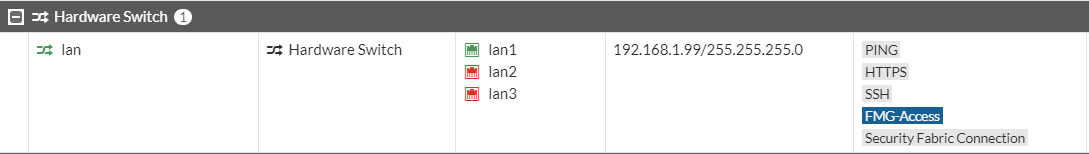 Hardware Switch 1
lan
Hardware Switch
lan1
lan2
lan3
192.168.1.99/255.255.255.0
PING
HTTPS
SSH
FMG-Access
Security Fabric Connection